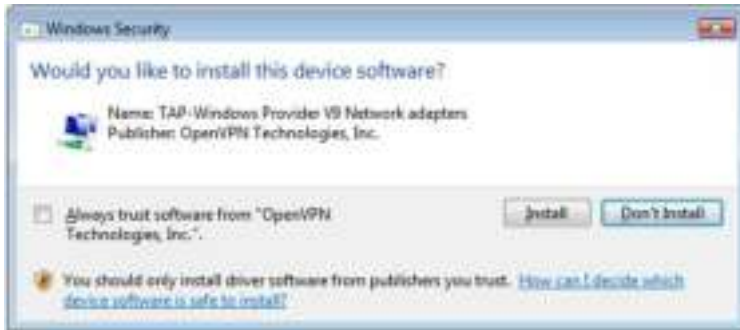 Windows Security
Would you like to install this device software?
Name: TAP-Windows Provider V9 Network adapters
Publisher: OpenVPN Technologies, Inc.
Always trust software from "OpenVPN
Technologies, Inc.".
Install
Don't Install
You should only install driver software from publishers you trust. How can I decide which
device software is safe to install?